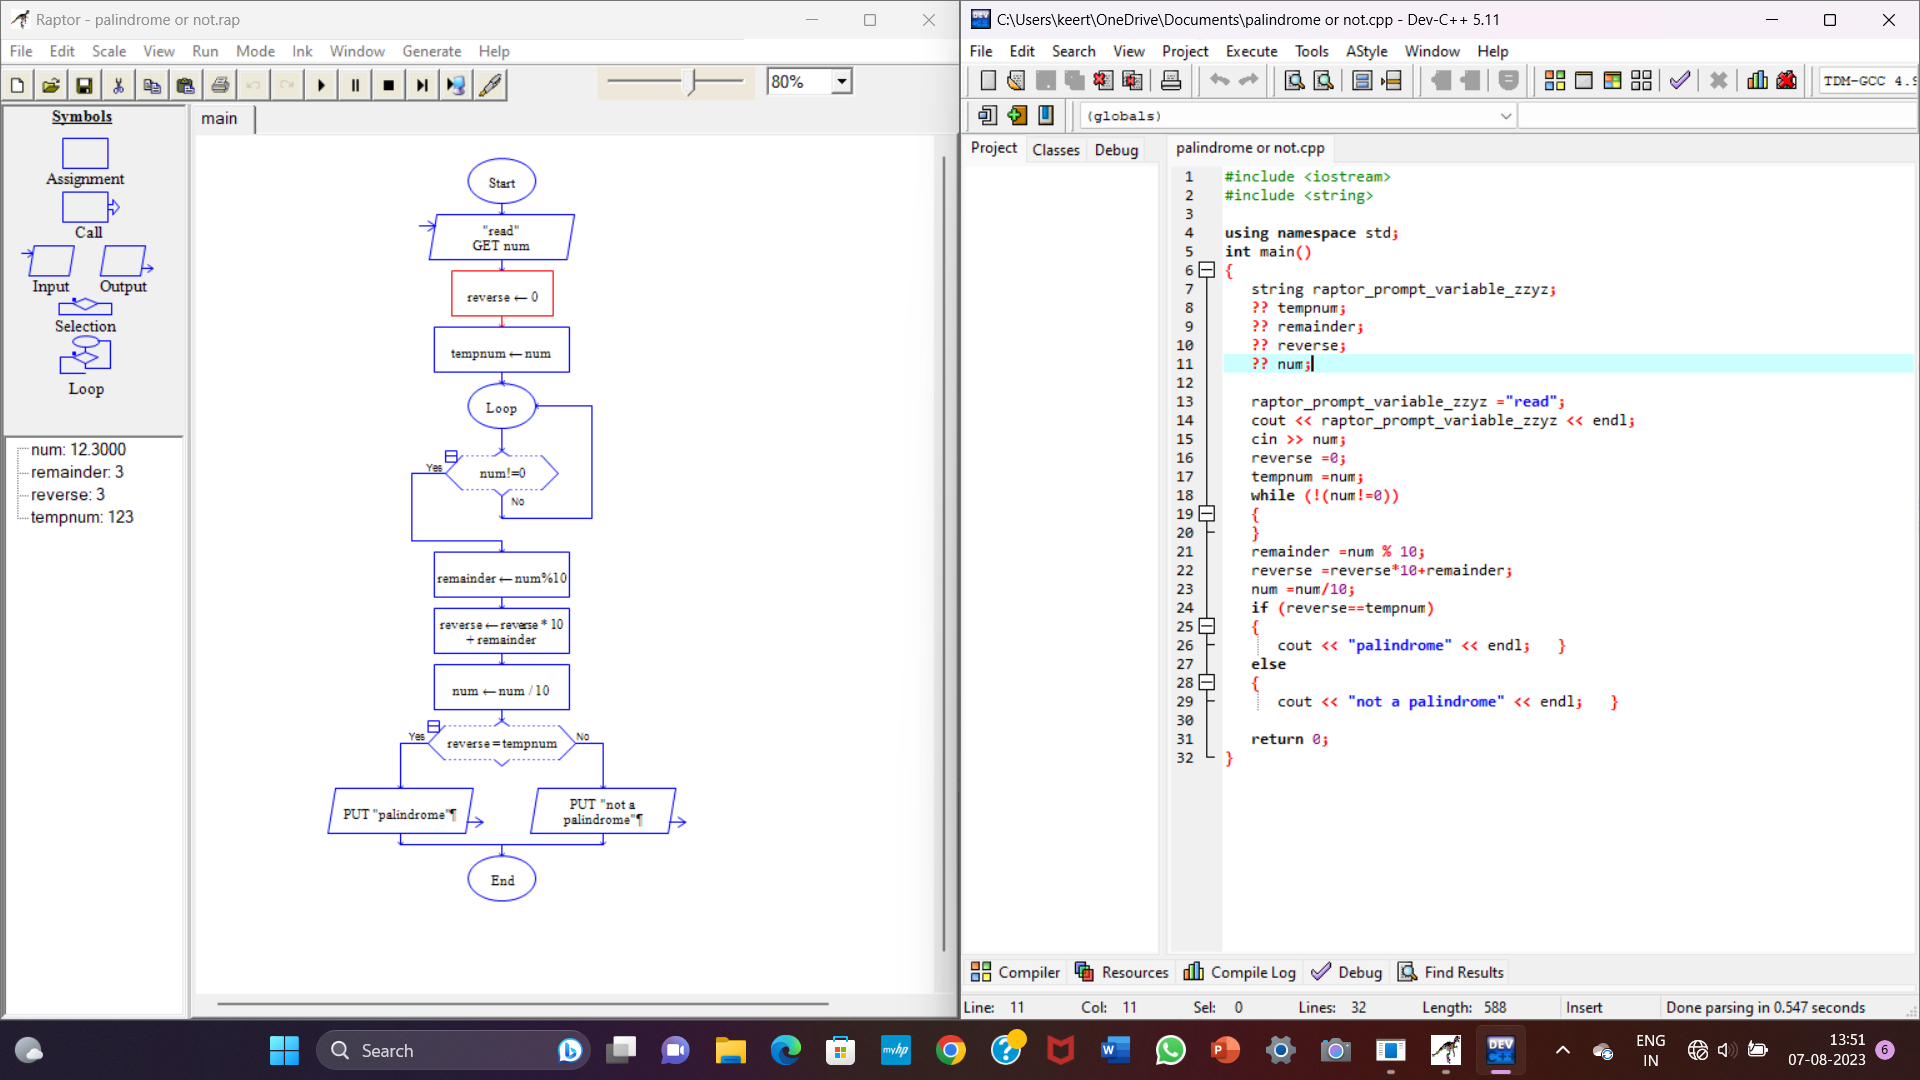 Raptor - palindrome or not.rap
File Edit Scale View Run Mode Ink Window Generate Help
80%
Symbols
Assignment
Call
Input Output
Selection
Loop
num: 12.3000
remainder: 3
reverse: 3
tempnum: 123
main
Start
"read"
GET num
reverse ← 0
tempnum ← num
Loop
Yes
num!=0
No
remainder ← num%10
reverse ← reverse * 10
+ remainder
num ← num / 10
Yes
reverse = tempnum
No
PUT "palindrome"¶
PUT "not a
palindrome"¶
End
C:\Users\keert\OneDrive\Documents\palindrome or not.cpp - Dev-C++ 5.11
File Edit Search View Project Execute Tools AStyle Window Help
TDM-GCC 4.9
(globals)
Project Classes Debug
palindrome or not.cpp
1 #include <iostream>
2 #include <string>
3
4 using namespace std;
5 int main()
6 {
7 string raptor_prompt_variable_zzyz;
8 ?? tempnum;
9 ?? remainder;
10 ?? reverse;
11 ?? num;
12
13 raptor_prompt_variable_zzyz ="read";
14 cout << raptor_prompt_variable_zzyz << endl;
15 cin >> num;
16 reverse =0;
17 tempnum =num;
18 while (!(num!=0))
19 {
20 }
21 remainder =num % 10;
22 reverse =reverse*10+remainder;
23 num =num/10;
24 if (reverse==tempnum)
25 {
26 cout << "palindrome" << endl; }
27 else
28 {
29 cout << "not a palindrome" << endl; }
30
31 return 0;
32 }
Compiler Resources Compile Log Debug Find Results
Line: 11 Col: 11 Sel: 0 Lines: 32 Length: 588 Insert Done parsing in 0.547 seconds
Search
myhp
DEV C++
ENG
IN
13:51
07-08-2023
6